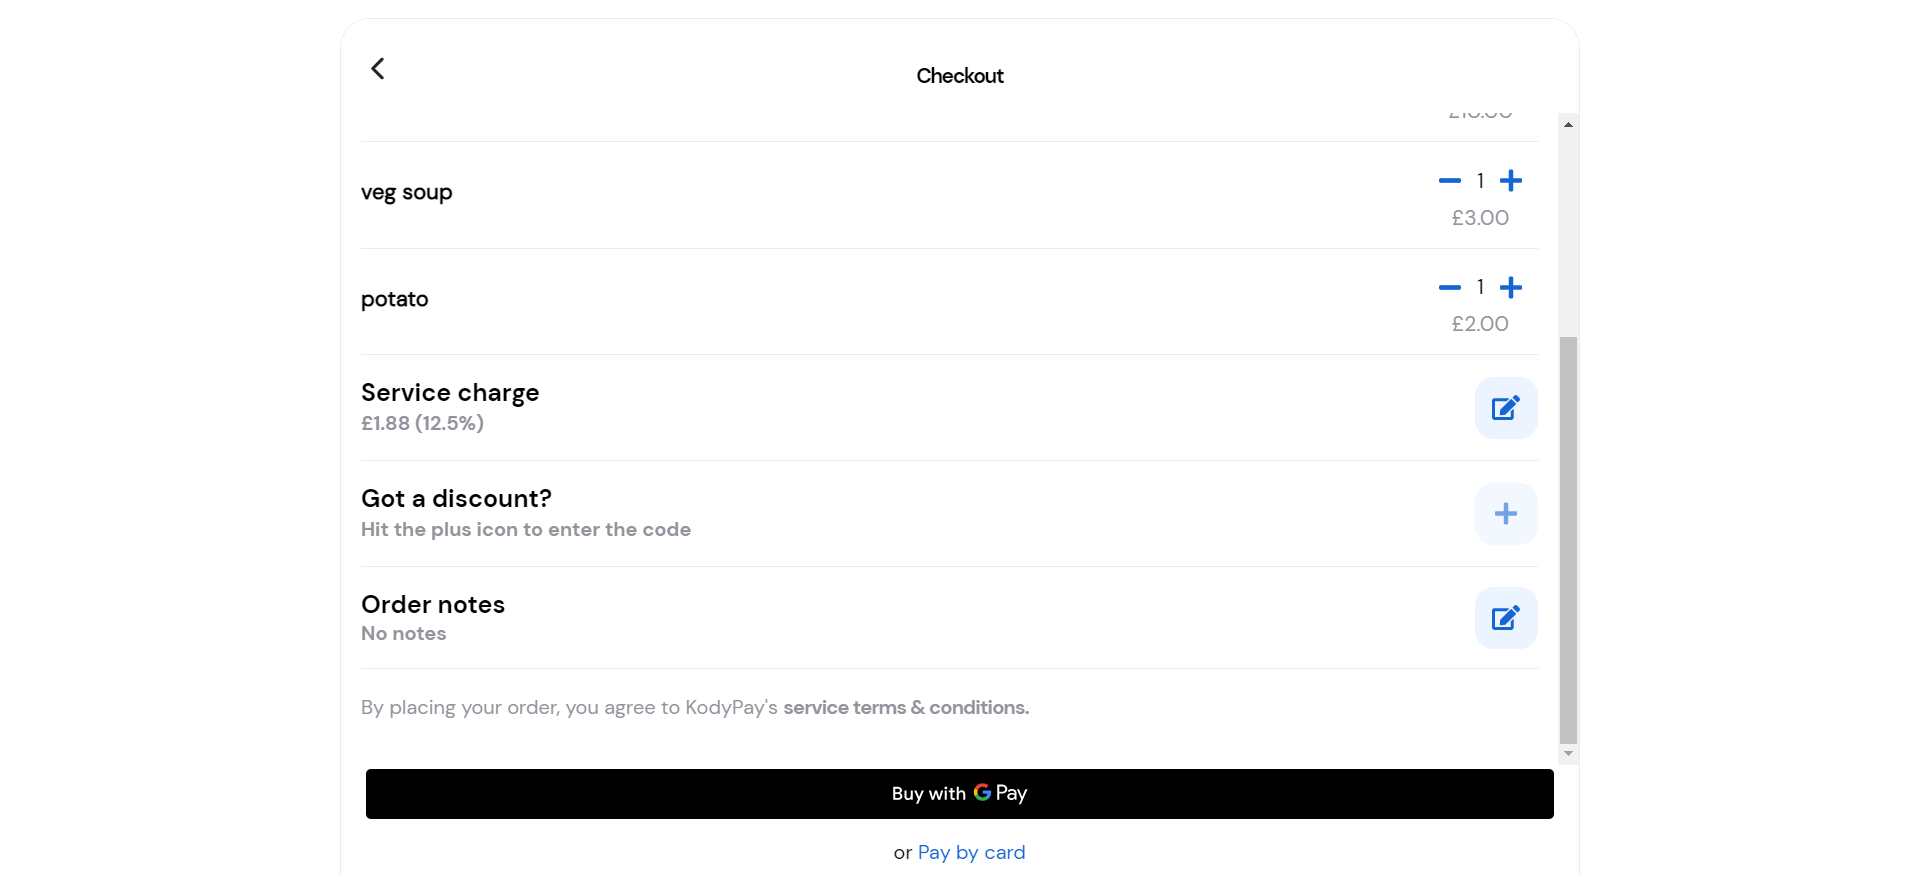 Checkout
veg soup
1
£3.00
potato
1
£2.00
Service charge
£1.88 (12.5%)
Got a discount?
Hit the plus icon to enter the code
Order notes
No notes
By placing your order, you agree to KodyPay's service terms & conditions.
Buy with G Pay
or Pay by card